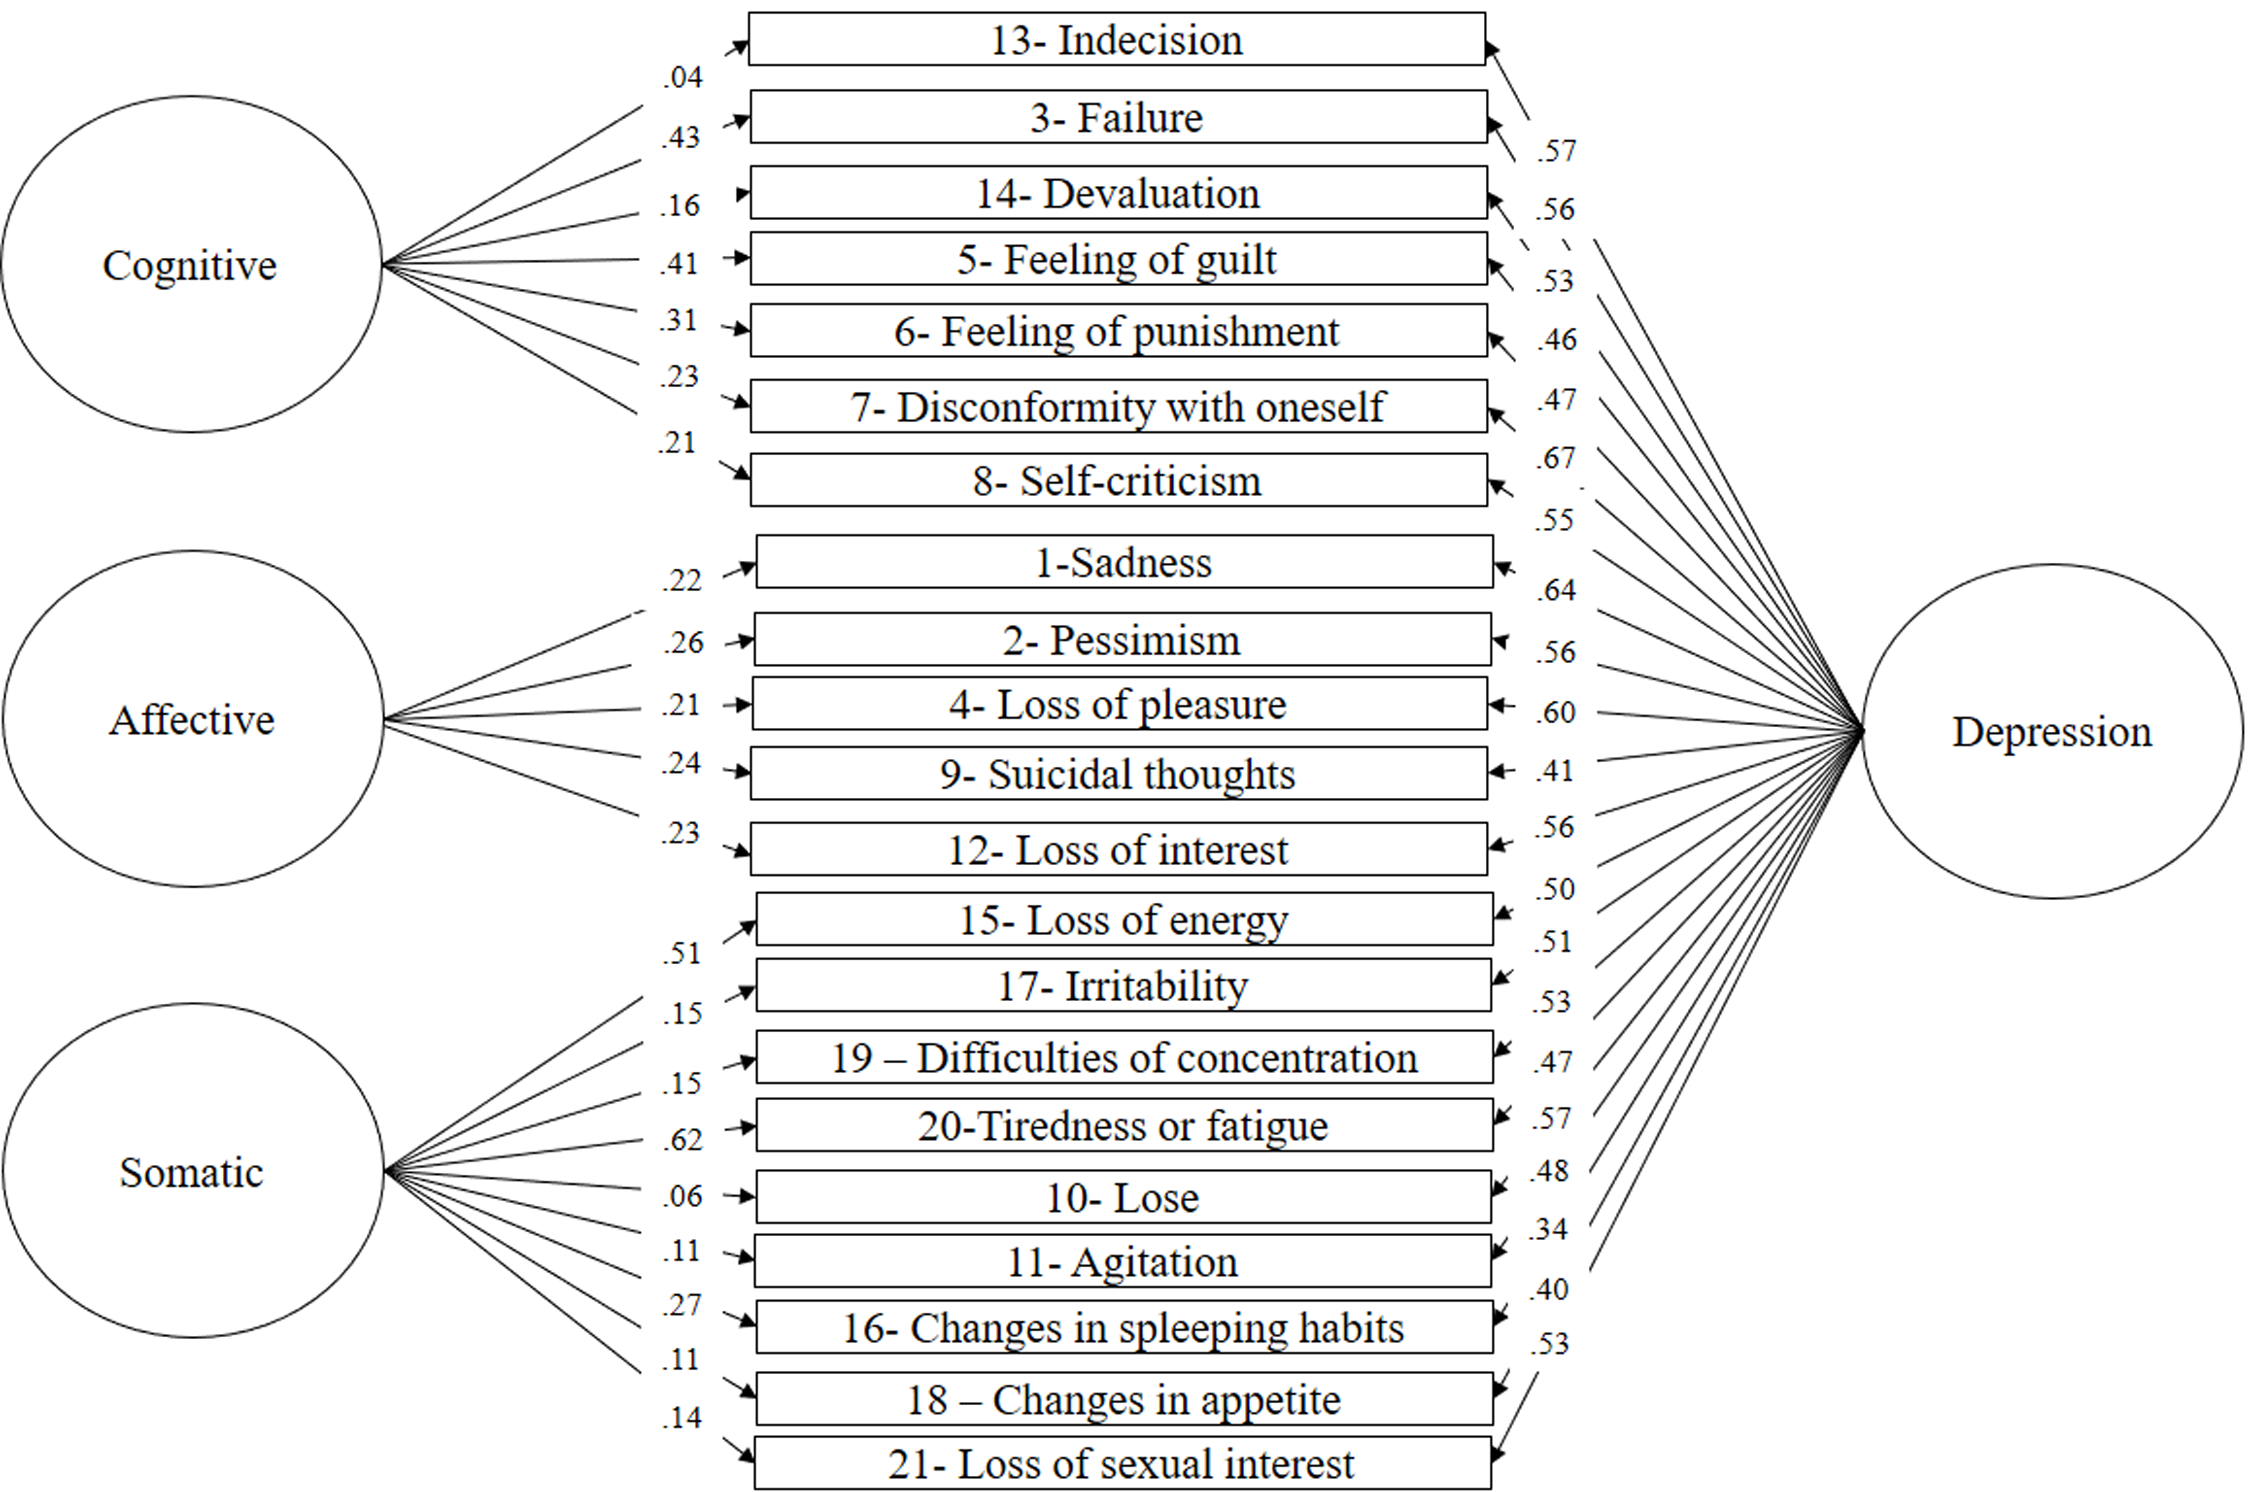 Cognitive
Affective
Somatic
.04
.43
.16
.41
.31
.23
.21
.22
.26
.21
.24
.23
.51
.15
.15
.62
.06
.11
.27
.11
.14
13- Indecision
3- Failure
14- Devaluation
5- Feeling of guilt
6- Feeling of punishment
7- Disconformity with oneself
8- Self-criticism
1-Sadness
2- Pessimism
4- Loss of pleasure
9- Suicidal thoughts
12- Loss of interest
15- Loss of energy
17- Irritability
19 – Difficulties of concentration
20-Tiredness or fatigue
10- Lose
11- Agitation
16- Changes in spleeping habits
18 – Changes in appetite
21- Loss of sexual interest
.57
.56
.53
.46
.47
.67
.55
.64
.56
.60
.41
.56
.50
.51
.53
.47
.57
.48
.34
.40
.53
Depression